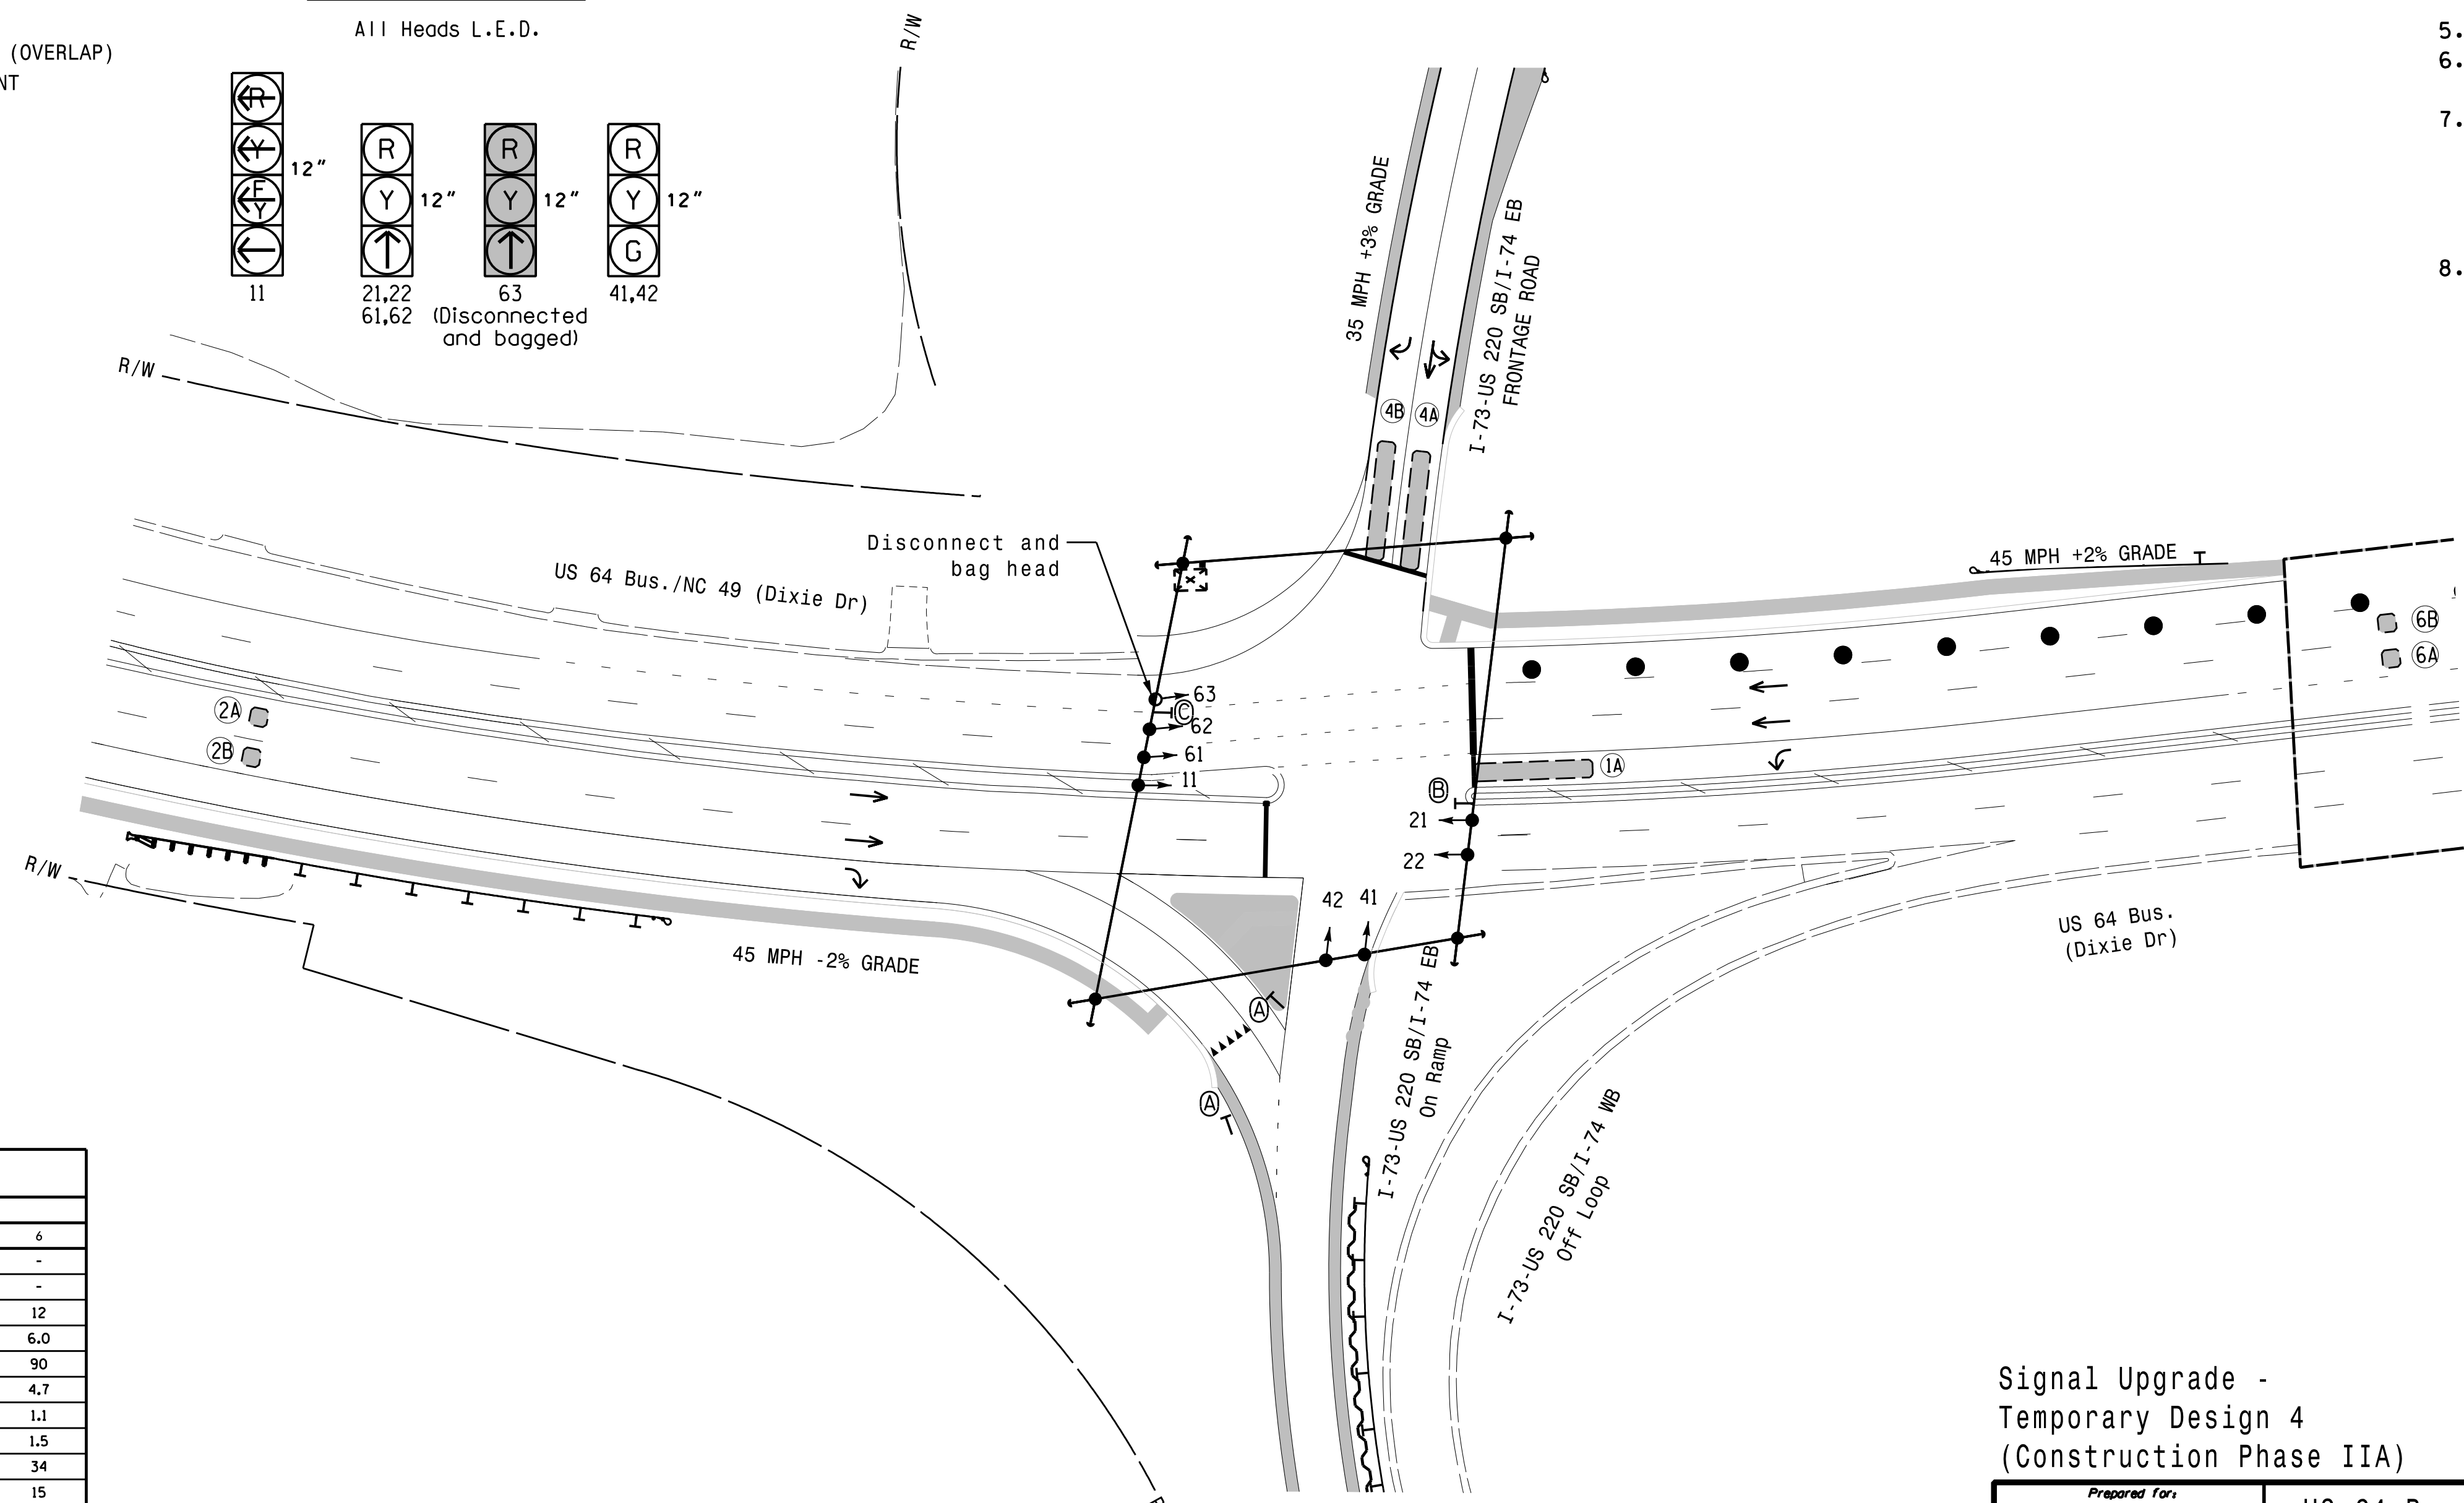 (OVERLAP)
NT
All Heads L.E.D.
R
Y
F
Y
12"
11
R
Y
12"
21,22
61,62
R
Y
12"
63
(Disconnected
and bagged)
R
Y
G
12"
41,42
5.
6.
7.
8.
R/W
R/W
R/W
35 MPH +3% GRADE
I-73-US 220 SB/I-74 EB
FRONTAGE ROAD
4B
4A
Disconnect and
bag head
US 64 Bus./NC 49 (Dixie Dr)
45 MPH +2% GRADE
6B
6A
2A
2B
63
C
62
61
11
1A
B
21
22
42
41
45 MPH -2% GRADE
A
A
US 64 Bus.
(Dixie Dr)
I-73-US 220 SB/I-74 EB
On Ramp
I-73-US 220 SB/I-74 WB
Off Loop
6
-
-
12
6.0
90
4.7
1.1
1.5
34
15
Signal Upgrade -
Temporary Design 4
(Construction Phase IIA)
Prepared for: